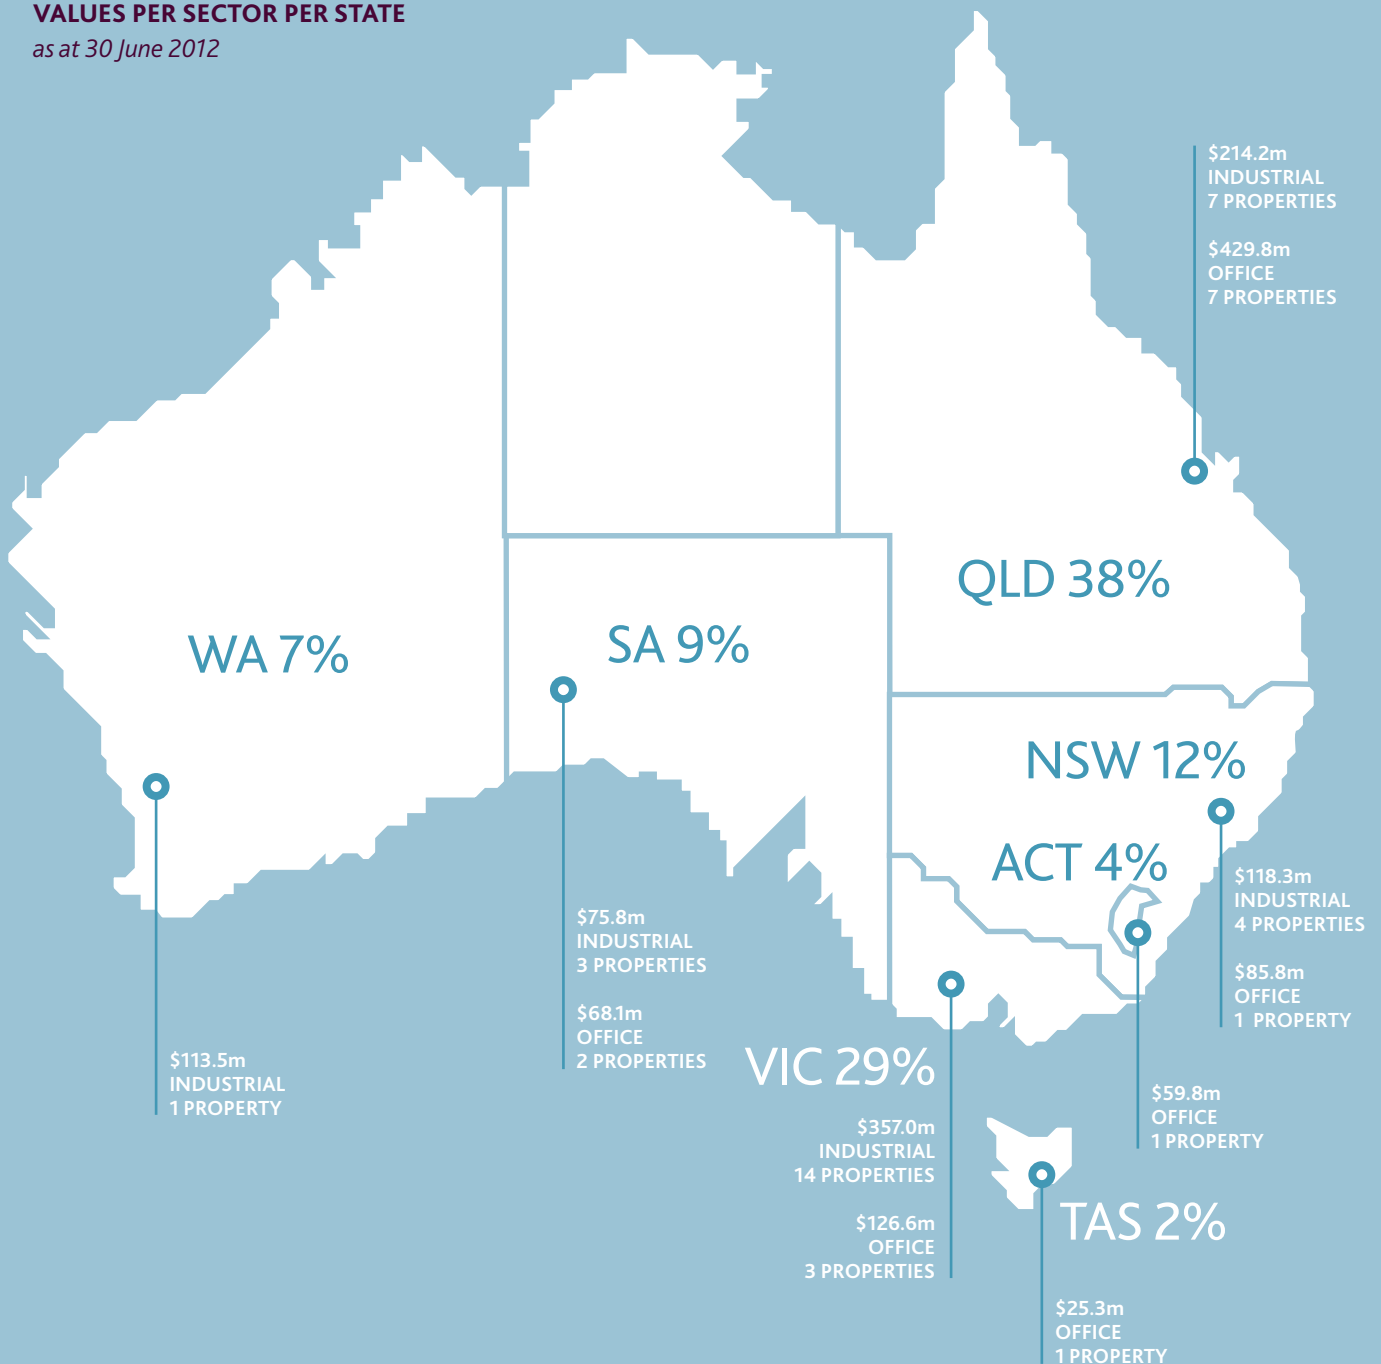 VALUES PER SECTOR PER STATE
as at 30 June 2012
$214.2m
INDUSTRIAL
7 PROPERTIES
$429.8m
OFFICE
7 PROPERTIES
QLD 38%
WA 7%
SA 9%
NSW 12%
ACT 4%
$118.3m
INDUSTRIAL
4 PROPERTIES
$85.8m
OFFICE
1 PROPERTY
$75.8m
INDUSTRIAL
3 PROPERTIES
$68.1m
OFFICE
2 PROPERTIES
$113.5m
INDUSTRIAL
1 PROPERTY
VIC 29%
$357.0m
INDUSTRIAL
14 PROPERTIES
$126.6m
OFFICE
3 PROPERTIES
$59.8m
OFFICE
1 PROPERTY
TAS 2%
$25.3m
OFFICE
1 PROPERTY